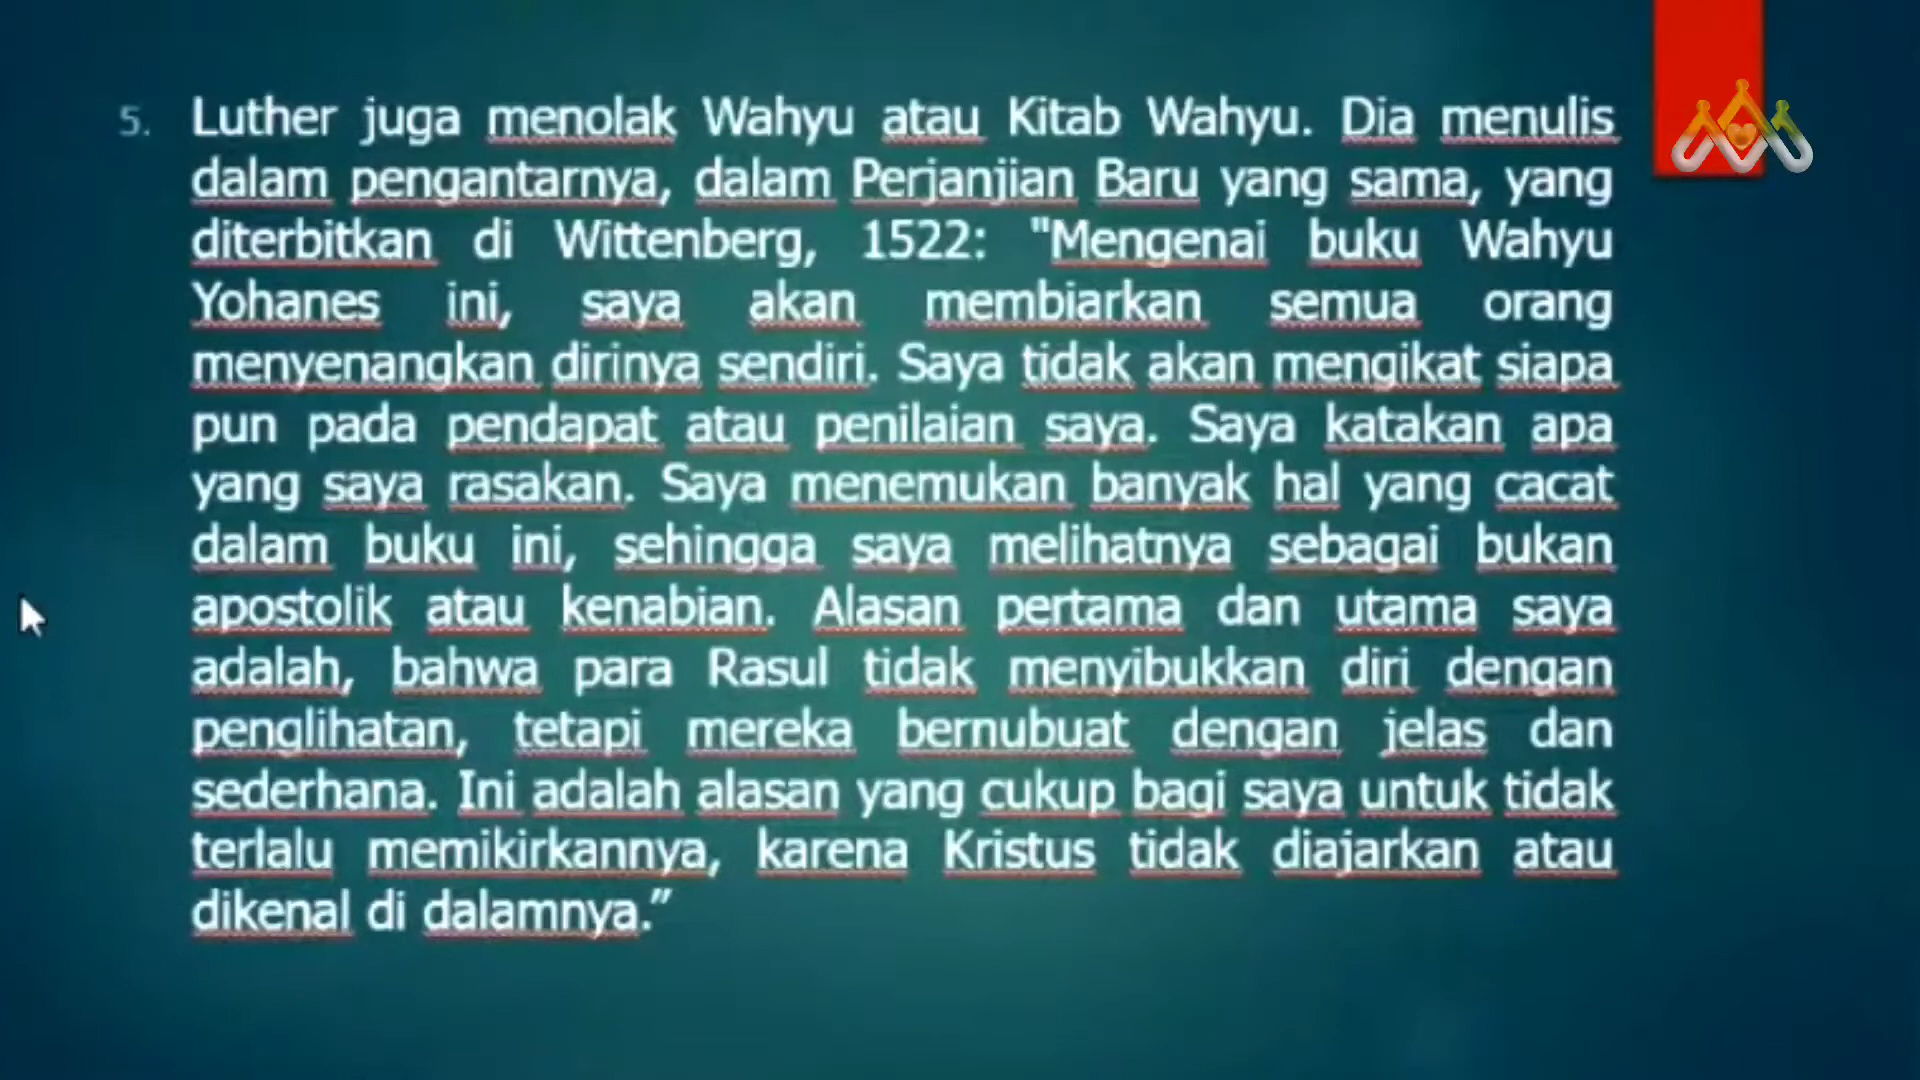 5. Luther juga menolak Wahyu atau Kitab Wahyu. Dia menulis
dalam pengantarnya, dalam Perjanjian Baru yang sama, yang
diterbitkan di Wittenberg, 1522: "Mengenai buku Wahyu
Yohanes ini, saya akan membiarkan semua orang
menyenangkan dirinya sendiri. Saya tidak akan mengikat siapa
pun pada pendapat atau penilaian saya. Saya katakan apa
yang saya rasakan. Saya menemukan banyak hal yang cacat
dalam buku ini, sehingga saya melihatnya sebagai bukan
apostolik atau kenabian. Alasan pertama dan utama saya
adalah, bahwa para Rasul tidak menyibukkan diri dengan
penglihatan, tetapi mereka bernubuat dengan jelas dan
sederhana. Ini adalah alasan yang cukup bagi saya untuk tidak
terlalu memikirkannya, karena Kristus tidak diajarkan atau
dikenal di dalamnya.”